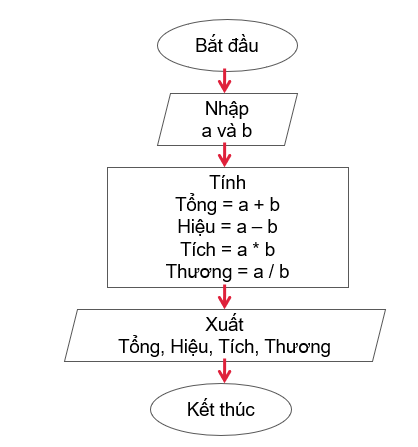 Bắt đầu
Nhập
a và b
Tính
Tổng = a + b
Hiệu = a – b
Tích = a * b
Thương = a / b
Xuất
Tổng, Hiệu, Tích, Thương
Kết thúc